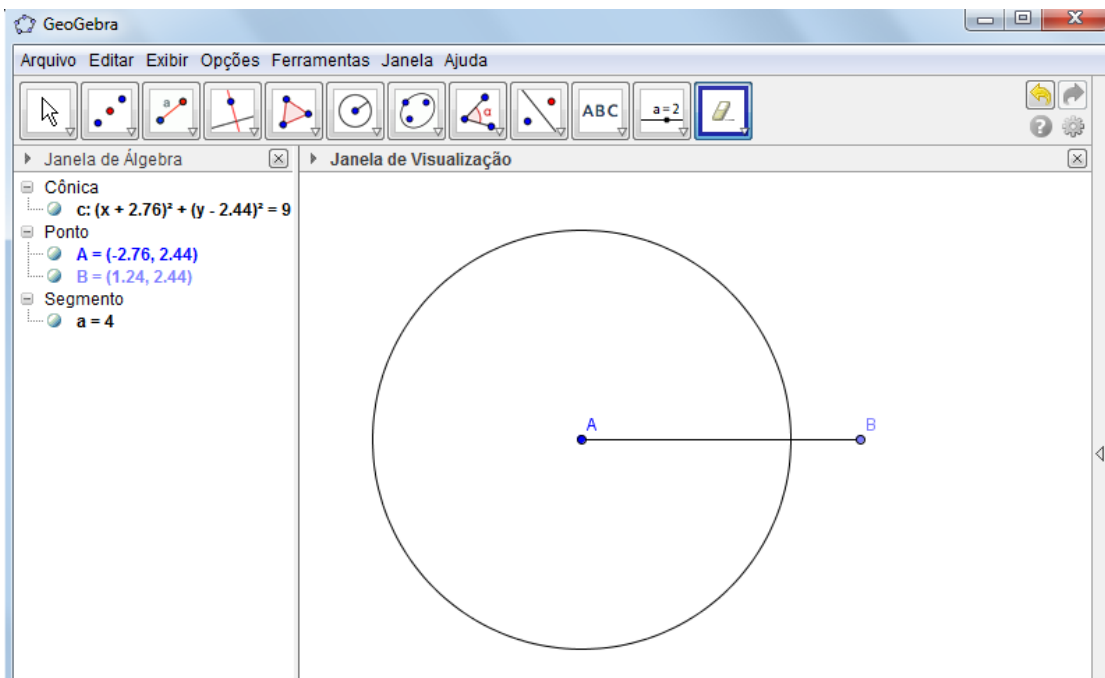 GeoGebra
Arquivo Editar Exibir Opções Ferramentas Janela Ajuda
a
α
ABC
a=2
Janela de Álgebra
Janela de Visualização
Cônica
c: (x + 2.76)² + (y - 2.44)² = 9
Ponto
A = (-2.76, 2.44)
B = (1.24, 2.44)
Segmento
a = 4
A
B